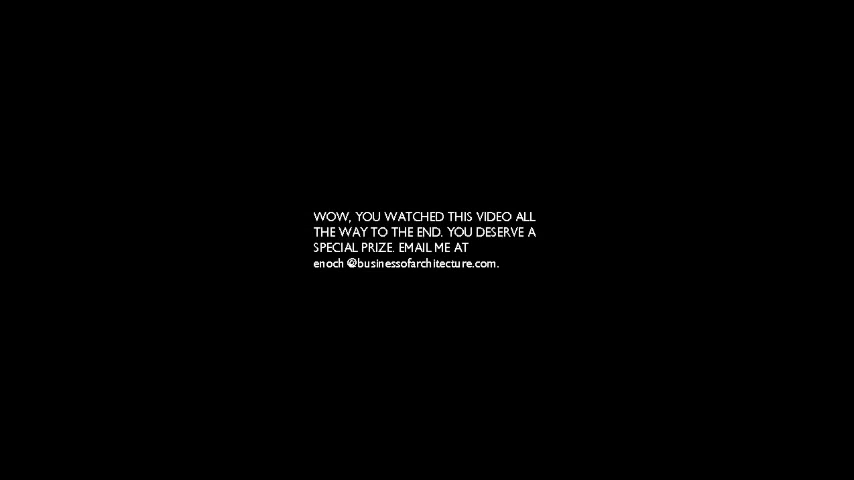 WOW, YOU WATCHED THIS VIDEO ALL
THE WAY TO THE END. YOU DESERVE A
SPECIAL PRIZE. EMAIL ME AT
enoch@businessofarchitecture.com.